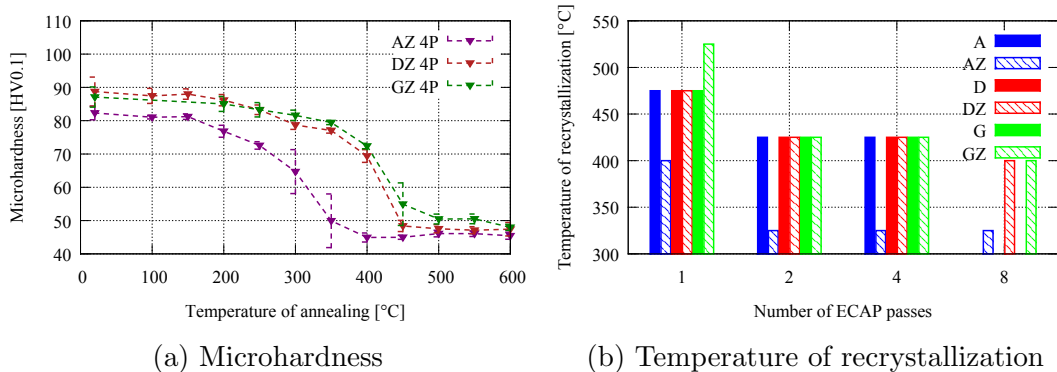 Microhardness [HV0.1]
110
100
90
80
70
60
50
40
0
100
200
300
400
500
600
Temperature of annealing [°C]
AZ 4P
DZ 4P
GZ 4P
(a) Microhardness
Temperature of recrystallization [°C]
550
500
450
400
350
300
1
2
4
8
Number of ECAP passes
A
AZ
D
DZ
G
GZ
(b) Temperature of recrystallization